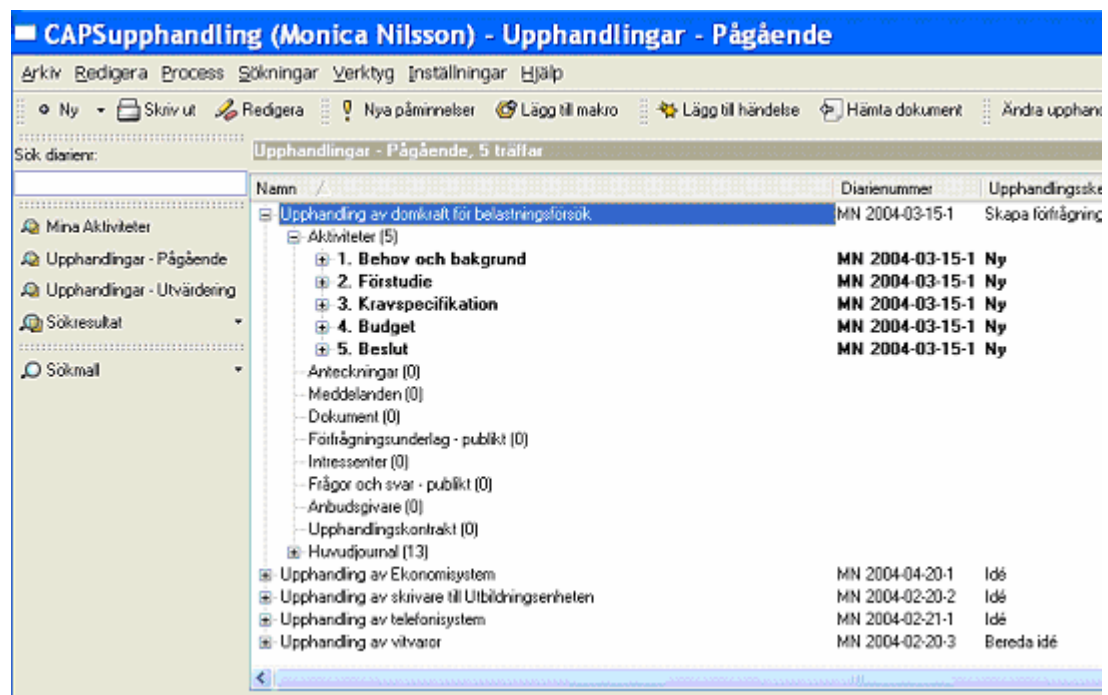 CAPSupphandling (Monica Nilsson) - Upphandlingar - Pågående
Arkiv Redigera Process Sökningar Verktyg Inställningar Hjälp
Ny Skriv ut Redigera Nya påminnelser Lägg till makro Lägg till händelse Hämta dokument Ändra upphand
Sök diarienr:
Upphandlingar - Pågående, 5 träffar
Namn Diarienummer Upphandlingsske
Upphandling av domkraft för belastningsförsök MN 2004-03-15-1 Skapa förfrågning
Mina Aktiviteter
Aktiviteter (5)
Upphandlingar - Pågående
1. Behov och bakgrund MN 2004-03-15-1 Ny
2. Förstudie MN 2004-03-15-1 Ny
Upphandlingar - Utvärdering
3. Kravspecifikation MN 2004-03-15-1 Ny
Sökresultat
4. Budget MN 2004-03-15-1 Ny
5. Beslut MN 2004-03-15-1 Ny
Sökmall
Anteckningar (0)
Meddelanden (0)
Dokument (0)
Förfrågningsunderlag - publikt (0)
Intressenter (0)
Frågor och svar - publikt (0)
Anbudsgivare (0)
Upphandlingskontrakt (0)
Huvudjournal (13)
Upphandling av Ekonomisystem MN 2004-04-20-1 Idé
Upphandling av skrivare till Utbildningsenheten MN 2004-02-20-2 Idé
Upphandling av telefonisystem MN 2004-02-21-1 Idé
Upphandling av vitvaror MN 2004-02-20-3 Bereda idé